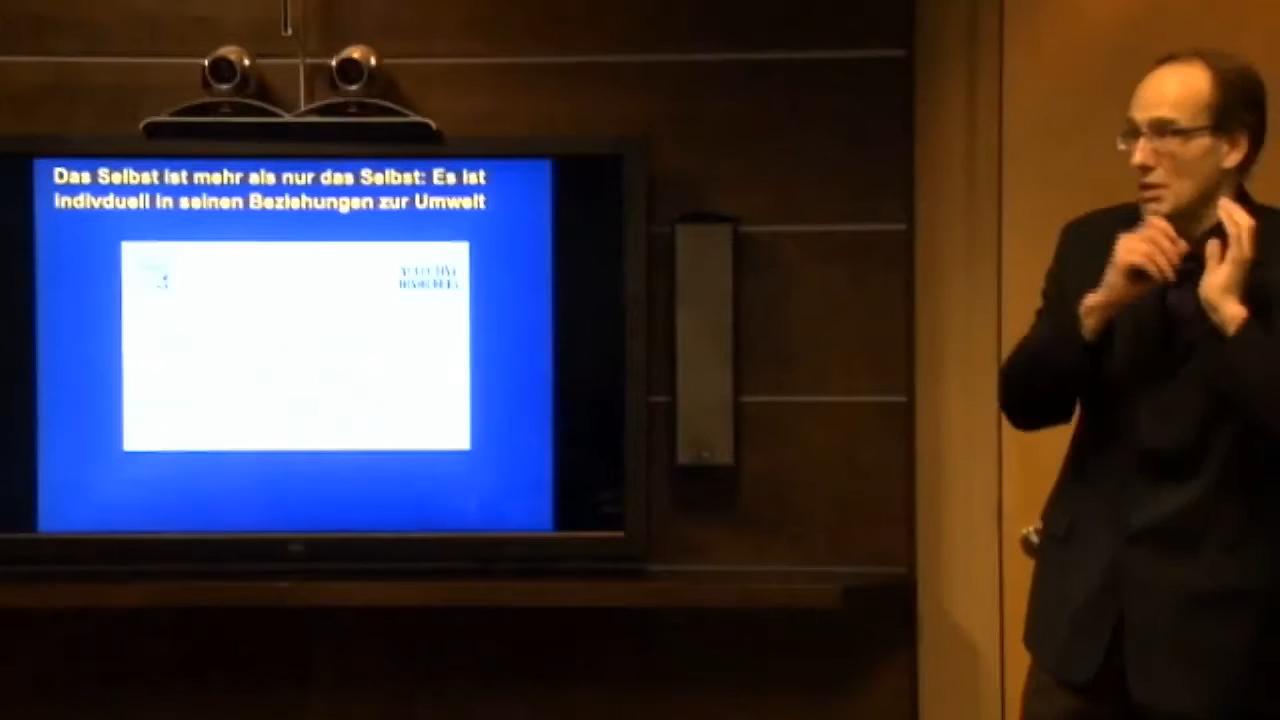 Das Selbst ist mehr als nur das Selbst: Es ist
indivduell in seinen Beziehungen zur Umwelt